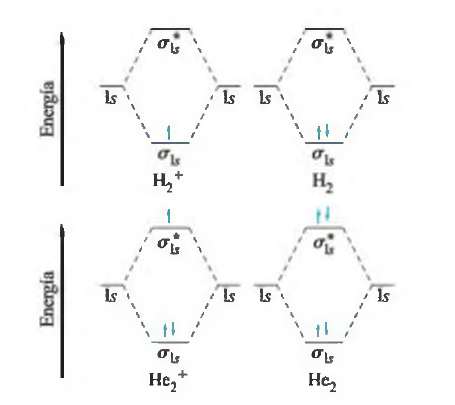 σ1s* σ1s*
Energía
1s 1s 1s 1s
σ1s σ1s
H2+ H2
σ1s* σ1s*
Energía
1s 1s 1s 1s
σ1s σ1s
He2+ He2